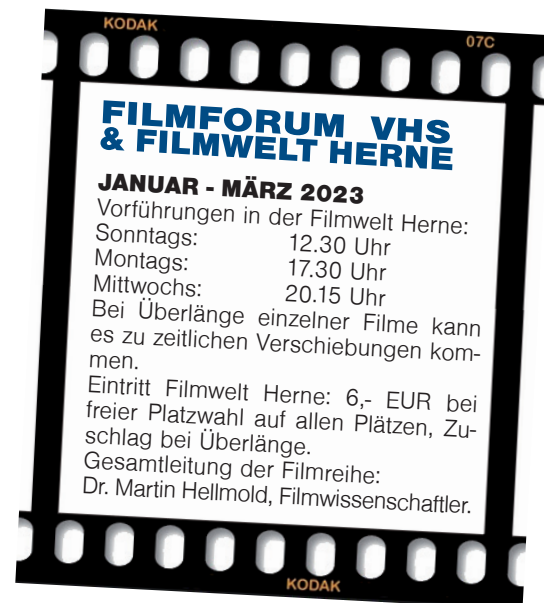 KODAK
07C
FILMFORUM VHS
& FILMWELT HERNE
JANUAR - MÄRZ 2023
Vorführungen in der Filmwelt Herne:
Sonntags: 12.30 Uhr
Montags: 17.30 Uhr
Mittwochs: 20.15 Uhr
Bei Überlänge einzelner Filme kann
es zu zeitlichen Verschiebungen kom-
men.
Eintritt Filmwelt Herne: 6,- EUR bei
freier Platzwahl auf allen Plätzen, Zu-
schlag bei Überlänge.
Gesamtleitung der Filmreihe:
Dr. Martin Hellmold, Filmwissenschaftler.
KODAK